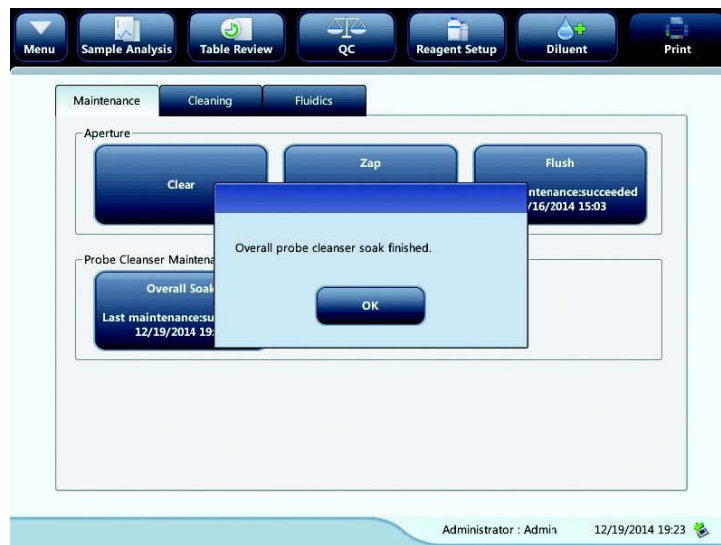 Menu
Sample Analysis
Table Review
QC
Reagent Setup
Diluent
Print
Maintenance
Cleaning
Fluidics
Aperture
Clear
Zap
Flush
ntenance:succeeded
/16/2014 15:03
Overall probe cleanser soak finished.
OK
Probe Cleanser Maintena
Overall Soak
Last maintenance:su
12/19/2014 19:
Administrator : Admin
12/19/2014 19:23